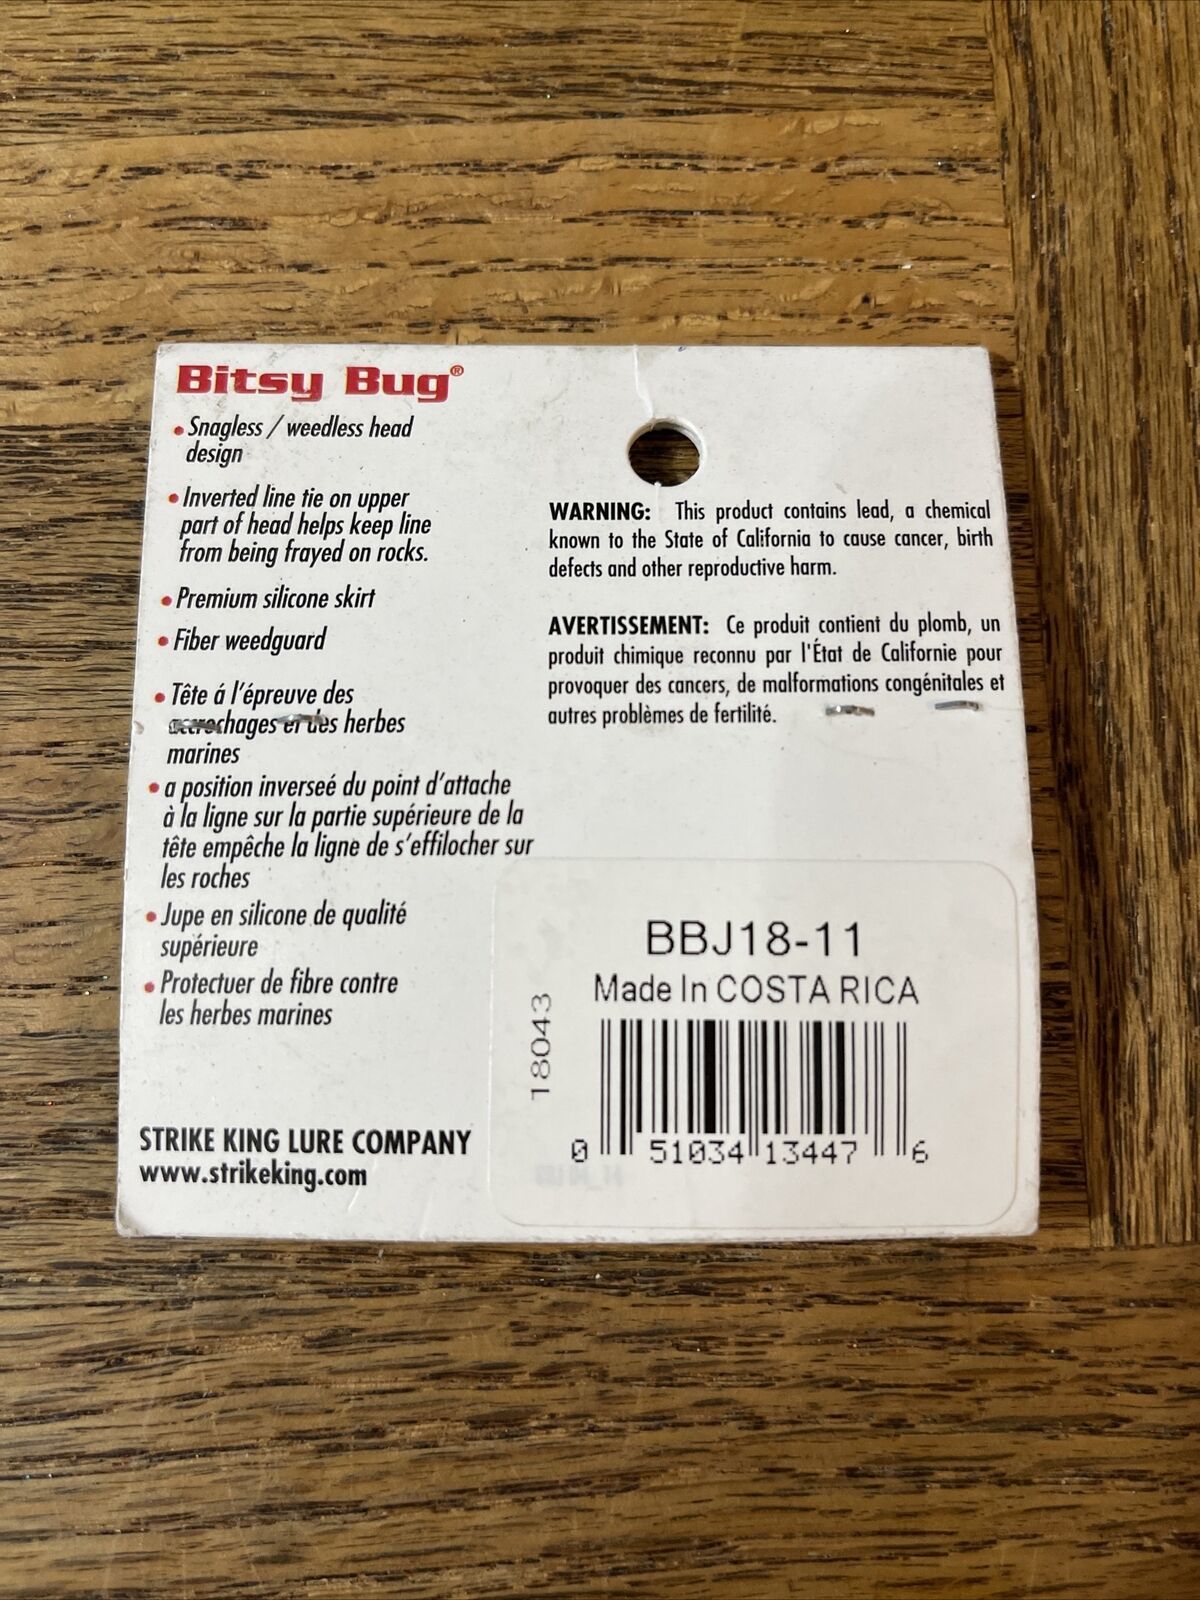 Bitsy Bug®
• Snagless / weedless head
design
• Inverted line tie on upper
part of head helps keep line
from being frayed on rocks.
• Premium silicone skirt
• Fiber weedguard
• Tête á l'épreuve des
accrochages et des herbes
marines
• a position inverseé du point d'attache
à la ligne sur la partie supérieure de la
tête empêche la ligne de s'effilocher sur
les roches
• Jupe en silicone de qualité
supérieure
• Protectuer de fibre contre
les herbes marines
STRIKE KING LURE COMPANY
www.strikeking.com
WARNING: This product contains lead, a chemical
known to the State of California to cause cancer, birth
defects and other reproductive harm.
AVERTISSEMENT: Ce produit contient du plomb, un
produit chimique reconnu par l'État de Californie pour
provoquer des cancers, de malformations congénitales et
autres problèmes de fertilité.
BBJ18-11
Made In COSTA RICA
18043
0 51034 13447 6